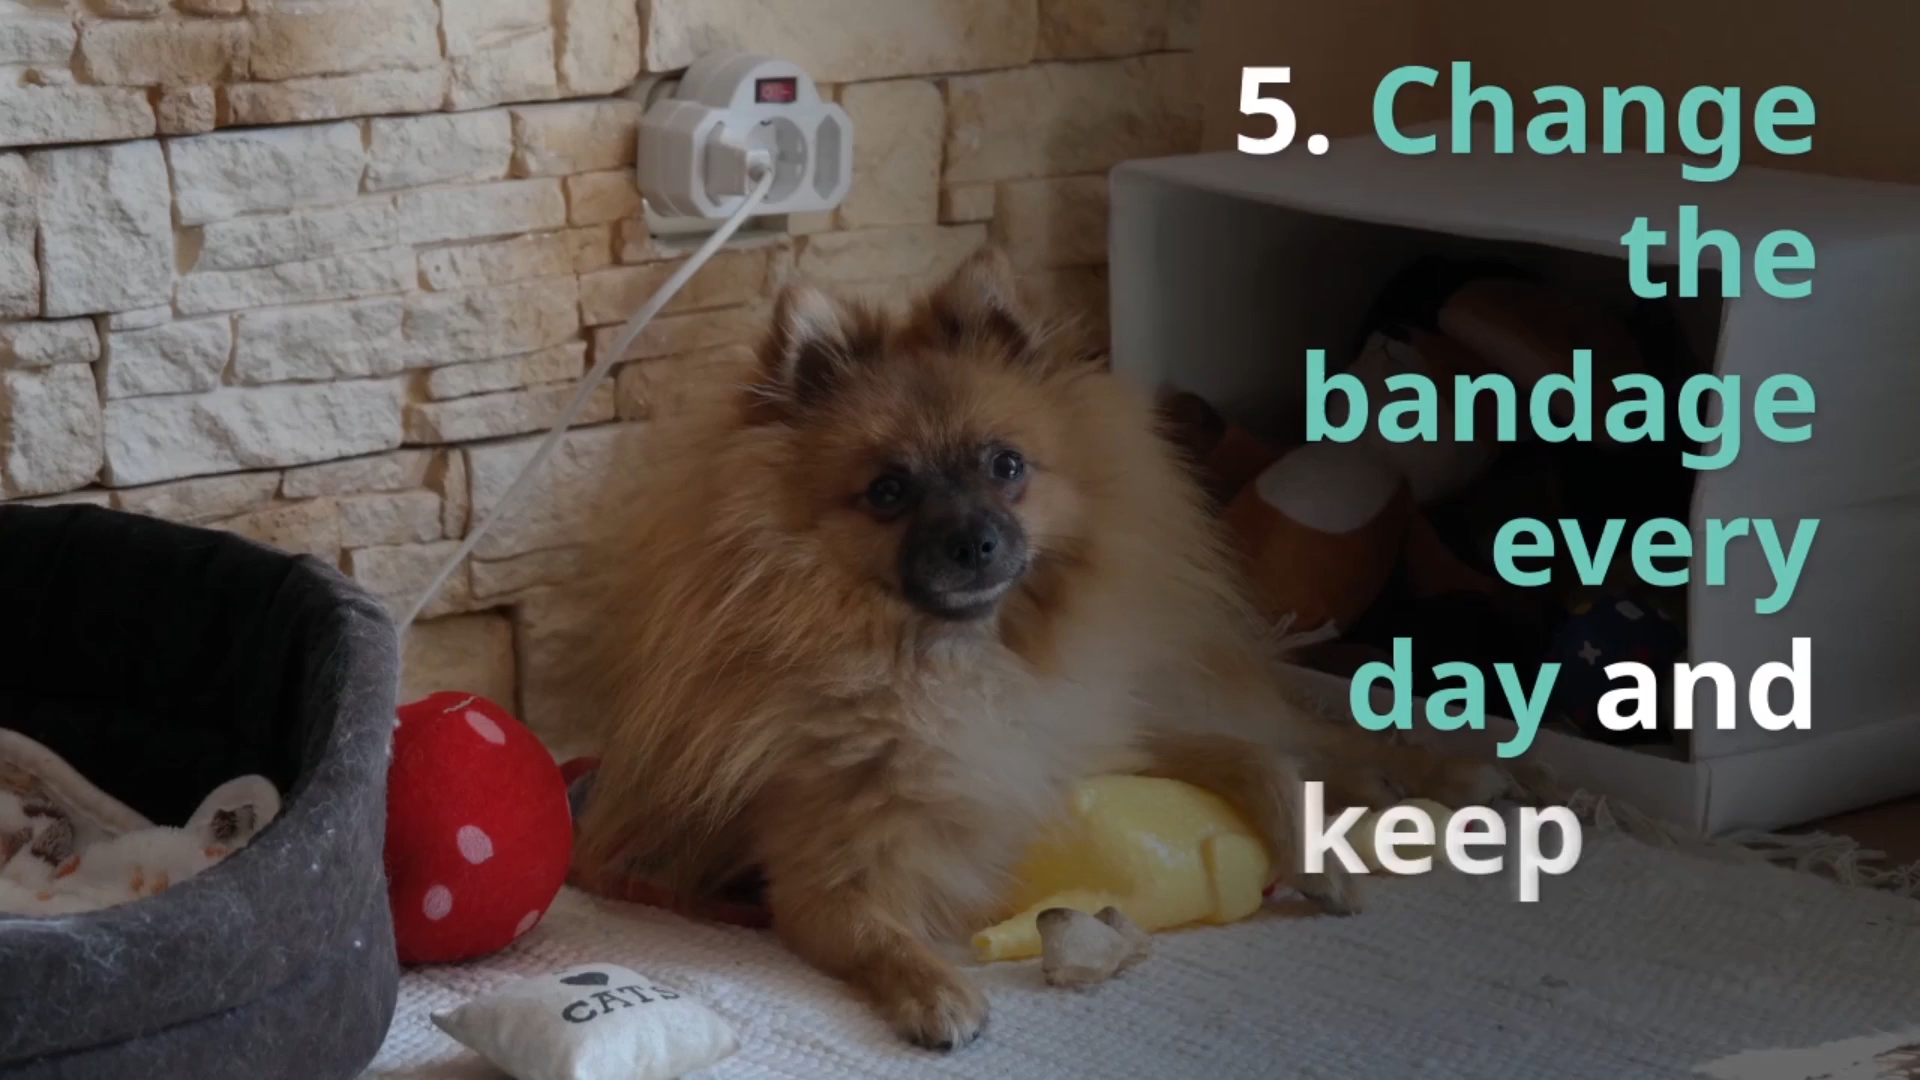 5. Change
the
bandage
every
day and
keep
CATS